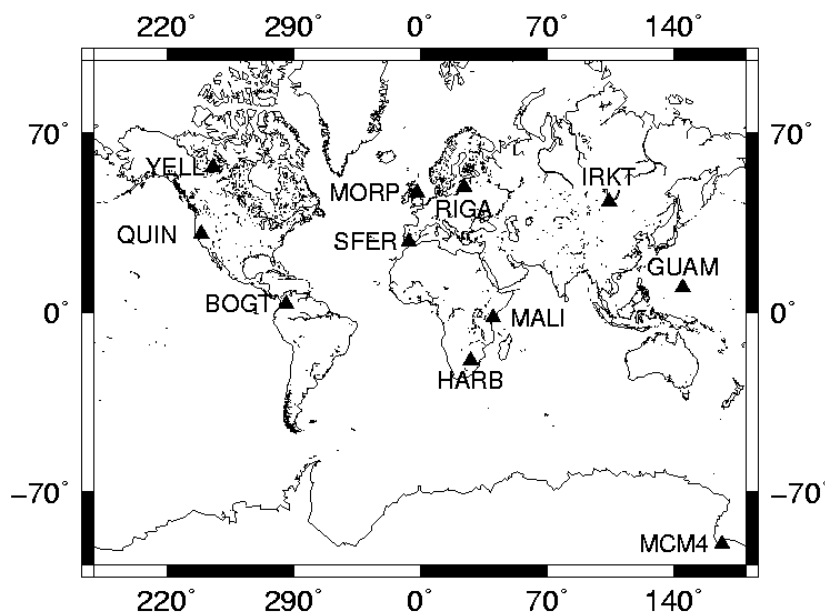 220° 290° 0° 70° 140°
70° 70°
YELL
MORP
IRKT
RIGA
QUIN
SFER
GUAM
BOGT
0° 0°
MALI
HARB
−70° −70°
MCM4
220° 290° 0° 70° 140°